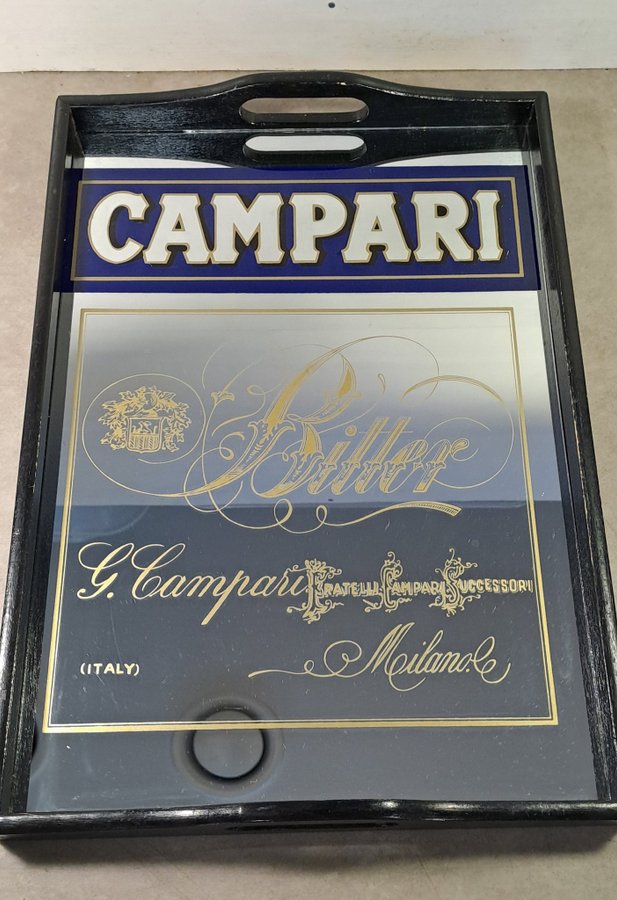 CAMPARI
Bitter
G. Campari FRATELLI CAMPARI SUCCESSORI
(ITALY) Milano.